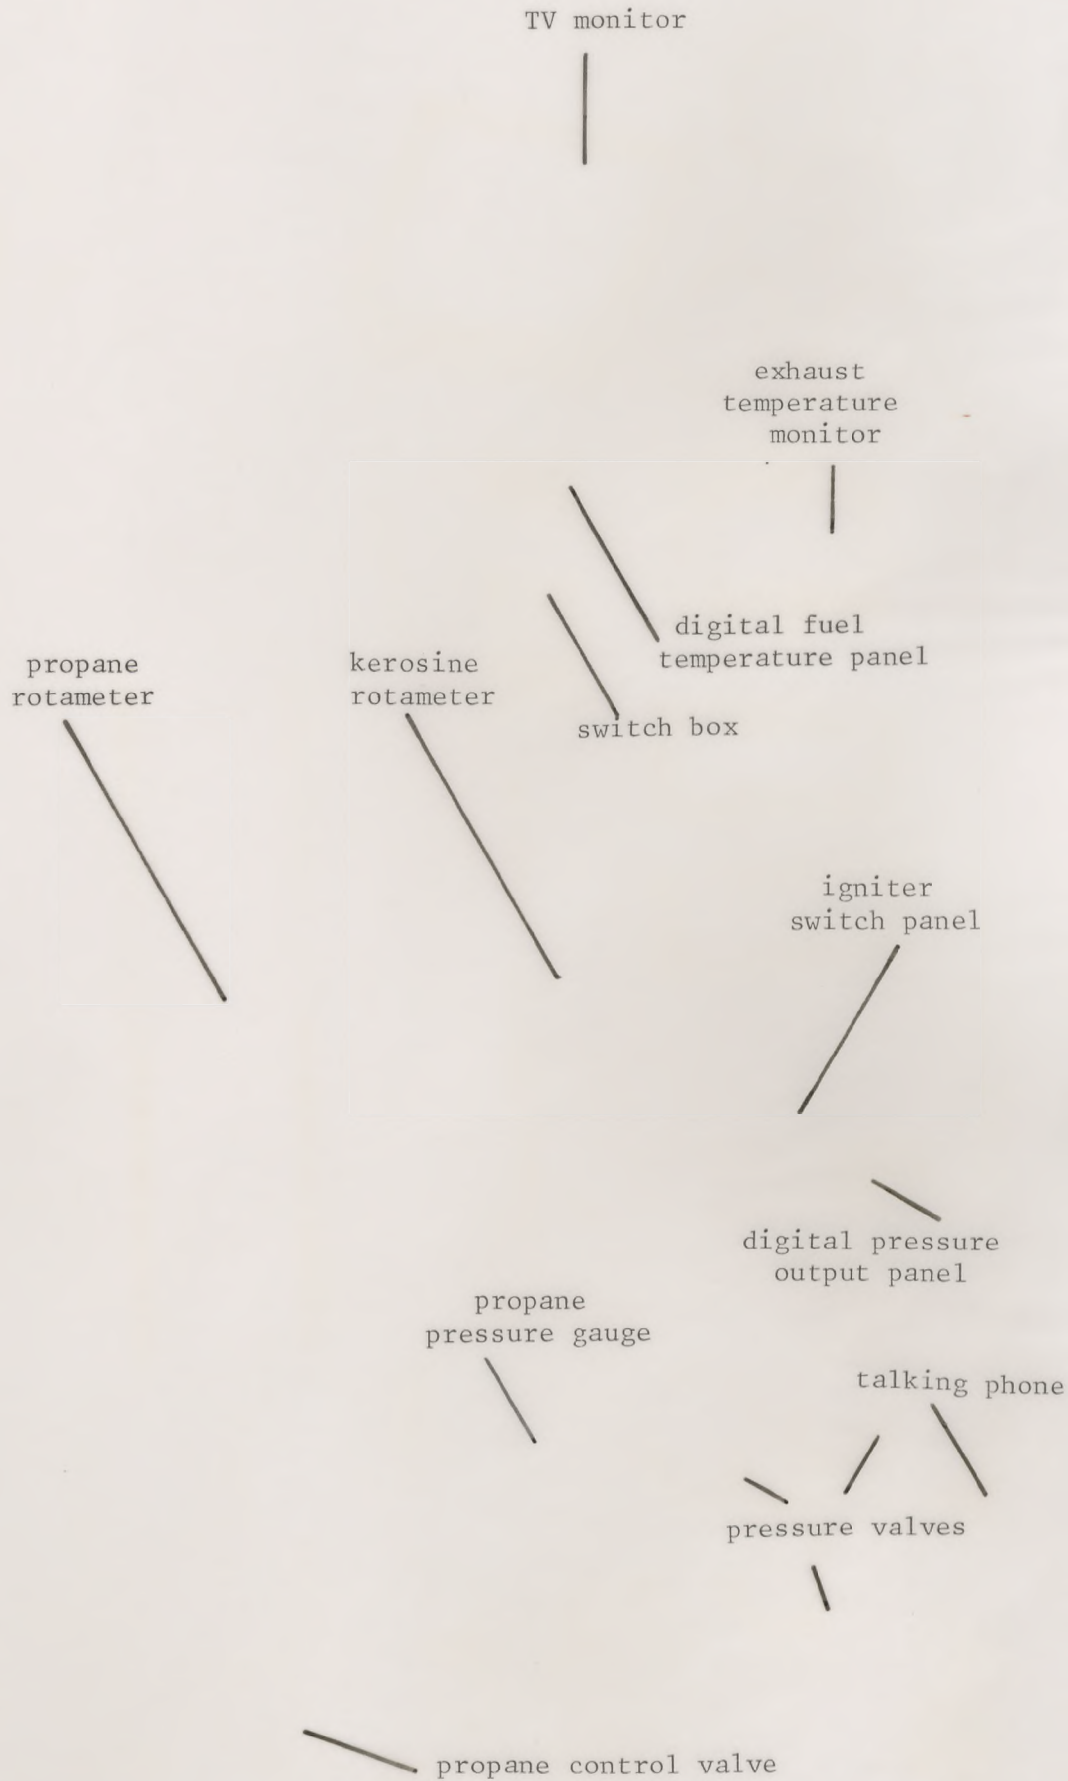 TV monitor
exhaust
temperature
monitor
digital fuel
temperature panel
propane
rotameter
kerosine
rotameter
switch box
igniter
switch panel
digital pressure
output panel
propane
pressure gauge
talking phone
pressure valves
propane control valve